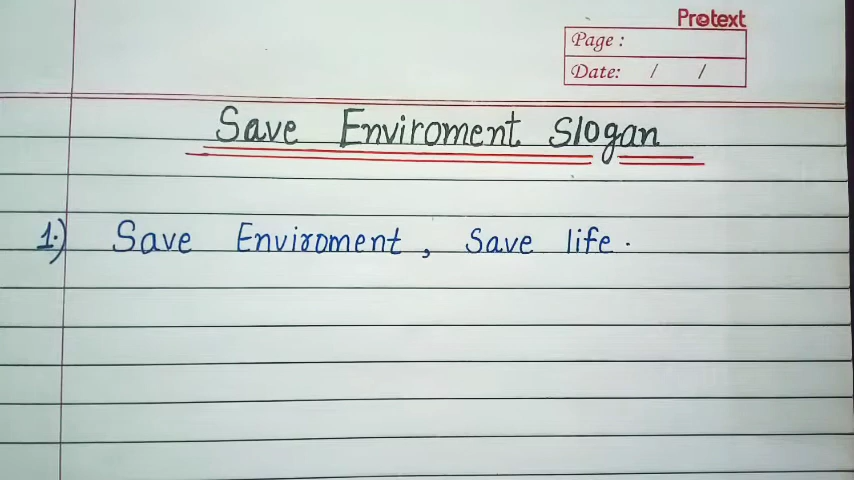 Protext
Page :
Date: / /
Save Enviroment Slogan
1.) Save Enviroment, Save life.